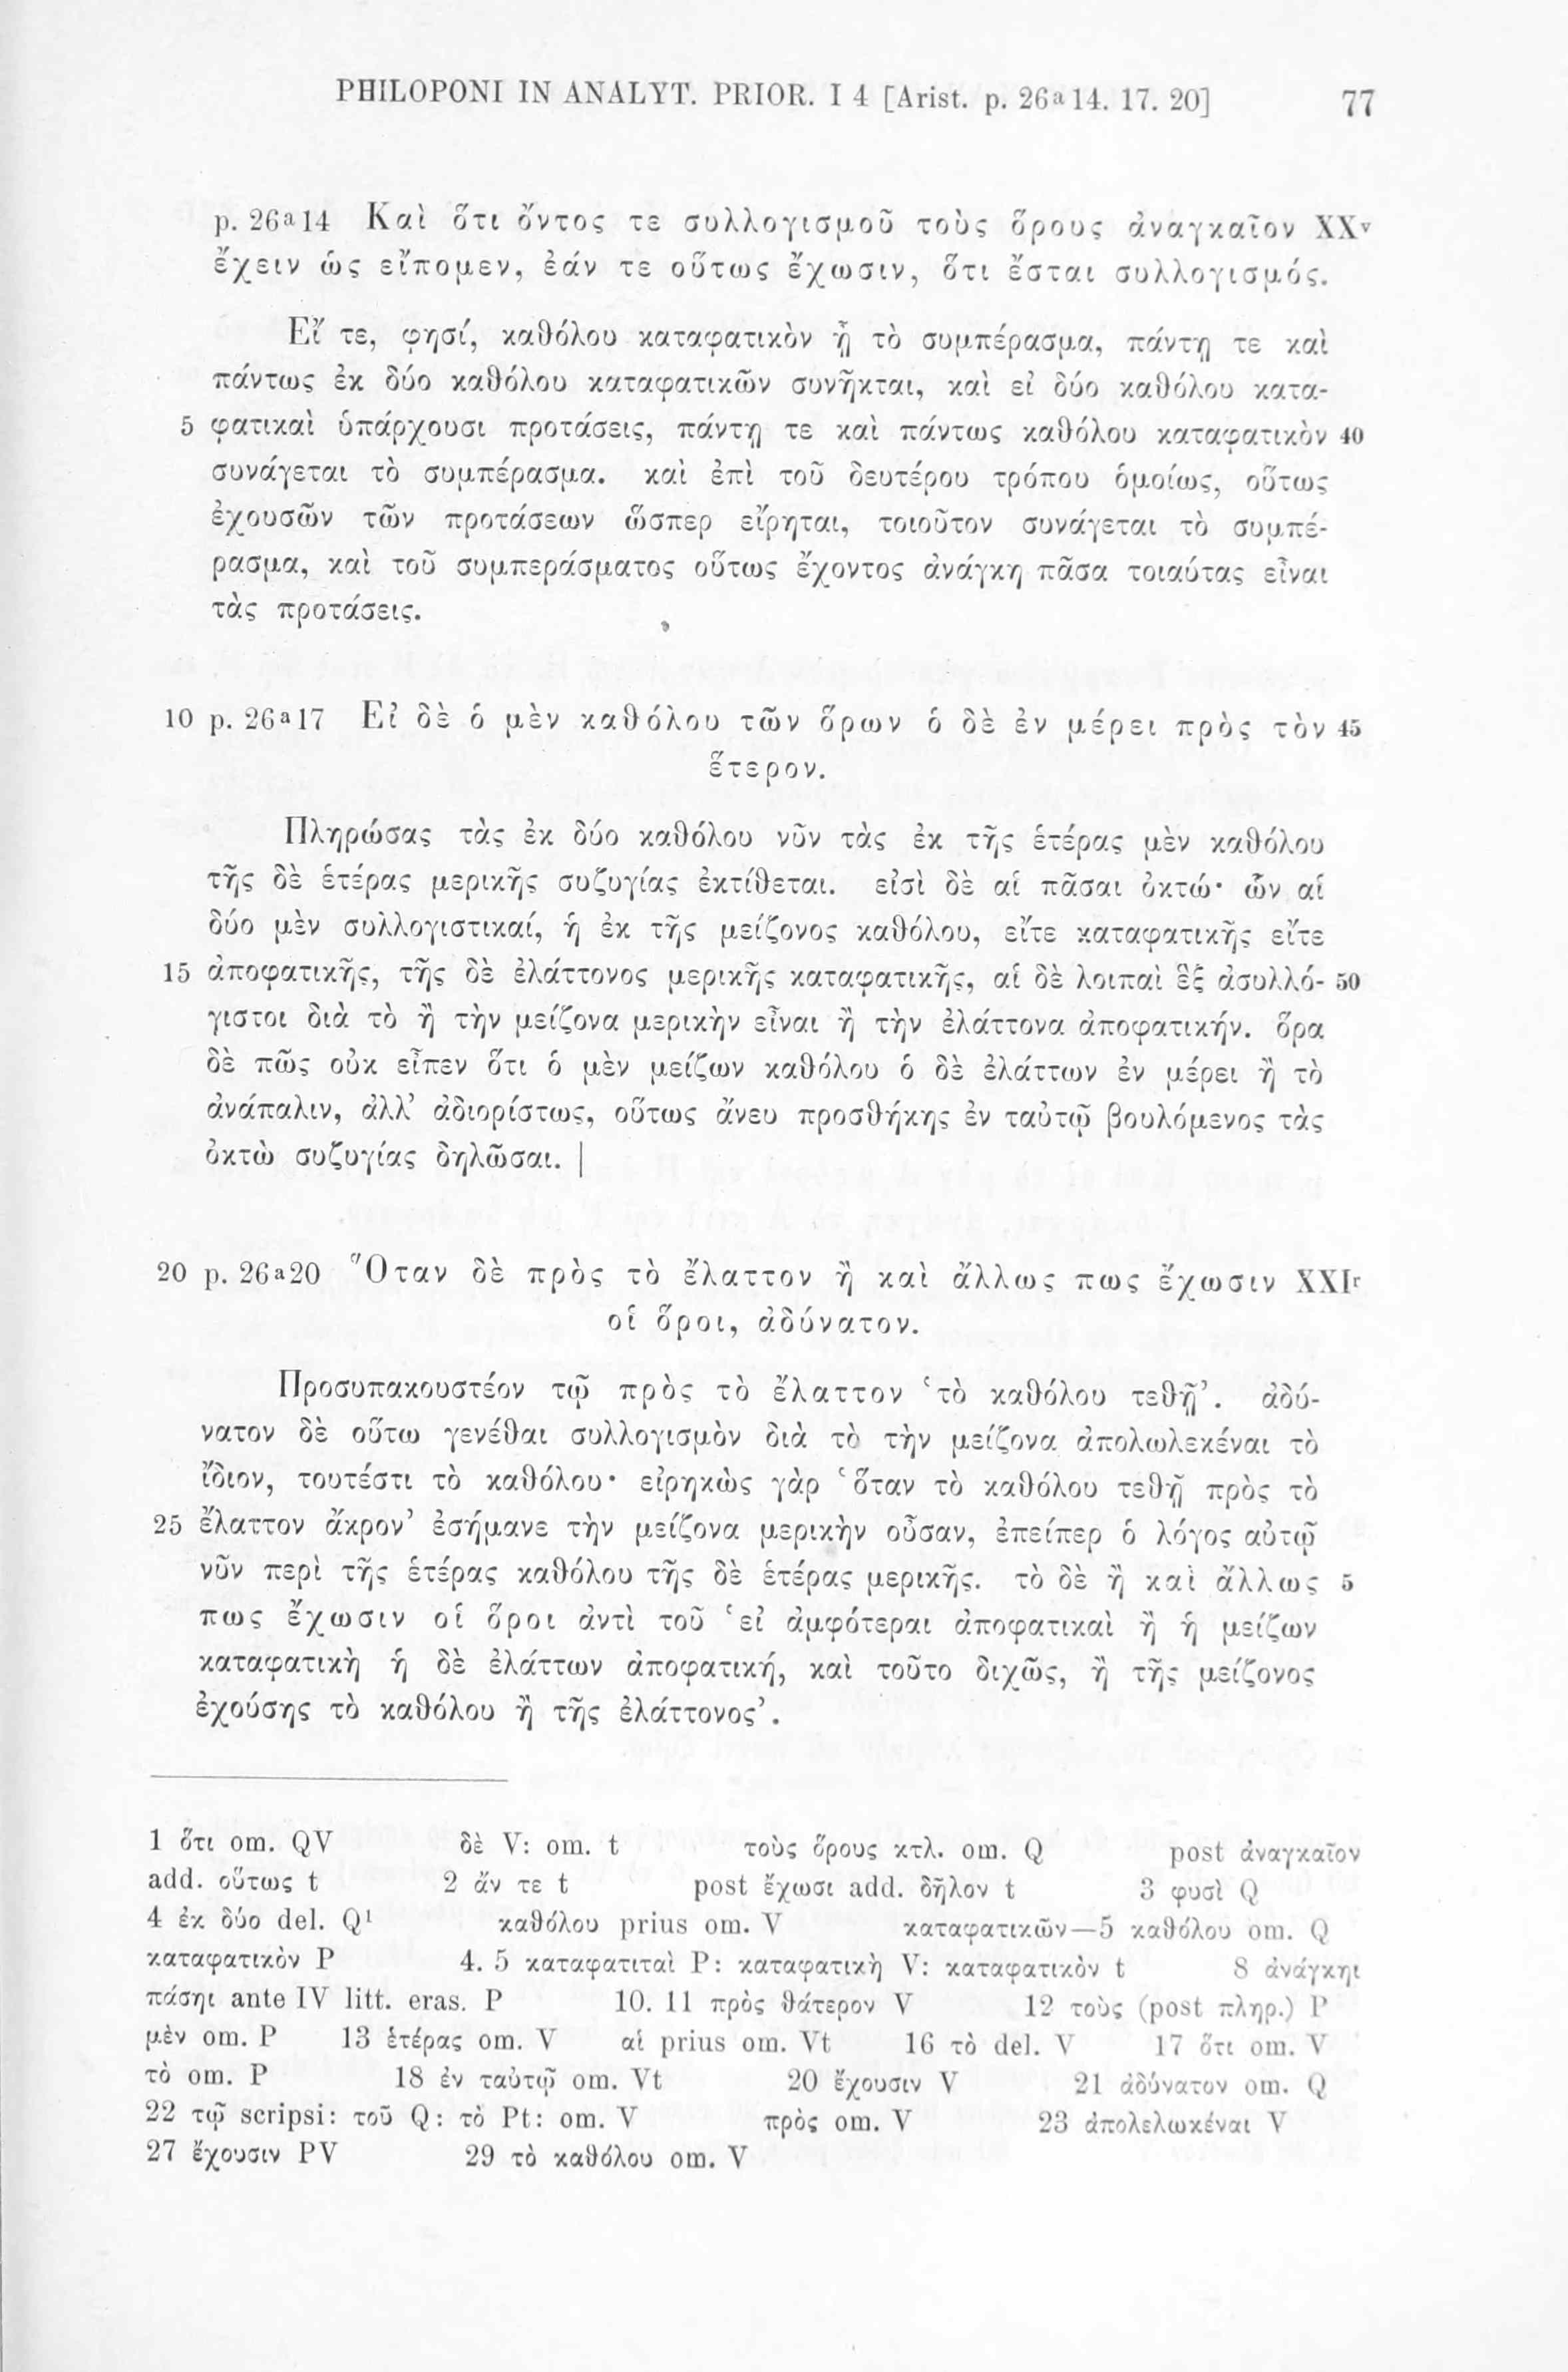 PHILOPONI IN ANALYT. PRIOR. I 4 [Arist. p. 26a14. 17. 20] 77
p. 26a14 Καὶ ὅτι ὄντος τε συλλογισμοῦ τοὺς ὅρους ἀναγκαῖον XXv
ἔχειν ὡς εἴπομεν, ἐάν τε οὕτως ἔχωσιν, ὅτι ἔσται συλλογισμός.
Εἴ τε, φησί, καθόλου καταφατικὸν ᾖ τὸ συμπέρασμα, πάντῃ τε καὶ
πάντως ἐκ δύο καθόλου καταφατικῶν συνῆκται, καὶ εἰ δύο καθόλου κατα-
5 φατικαὶ ὑπάρχουσι προτάσεις, πάντῃ τε καὶ πάντως καθόλου καταφατικὸν 40
συνάγεται τὸ συμπέρασμα. καὶ ἐπὶ τοῦ δευτέρου τρόπου ὁμοίως, οὕτως
ἐχουσῶν τῶν προτάσεων ὥσπερ εἴρηται, τοιοῦτον συνάγεται τὸ συμπέ-
ρασμα, καὶ τοῦ συμπεράσματος οὕτως ἔχοντος ἀνάγκη πᾶσα τοιαύτας εἶναι
τὰς προτάσεις.
10 p. 26a17 Εἰ δὲ ὁ μὲν καθόλου τῶν ὅρων ὁ δὲ ἐν μέρει πρὸς τὸν 45
ἕτερον.
Πληρώσας τὰς ἐκ δύο καθόλου νῦν τὰς ἐκ τῆς ἑτέρας μὲν καθόλου
τῆς δὲ ἑτέρας μερικῆς συζυγίας ἐκτίθεται. εἰσὶ δὲ αἱ πᾶσαι ὀκτώ· ὧν αἱ
δύο μὲν συλλογιστικαί, ἡ ἐκ τῆς μείζονος καθόλου, εἴτε καταφατικῆς εἴτε
15 ἀποφατικῆς, τῆς δὲ ἐλάττονος μερικῆς καταφατικῆς, αἱ δὲ λοιπαὶ ἓξ ἀσυλλό- 50
γιστοι διὰ τὸ ἢ τὴν μείζονα μερικὴν εἶναι ἢ τὴν ἐλάττονα ἀποφατικήν. ὅρα
δὲ πῶς οὐκ εἶπεν ὅτι ὁ μὲν μείζων καθόλου ὁ δὲ ἐλάττων ἐν μέρει ἢ τὸ
ἀνάπαλιν, ἀλλ’ ἀδιορίστως, οὕτως ἄνευ προσθήκης ἐν ταὐτῷ βουλόμενος τὰς
ὀκτὼ συζυγίας δηλῶσαι. |
20 p. 26a20 Ὅταν δὲ πρὸς τὸ ἔλαττον ἢ καὶ ἄλλως πως ἔχωσιν XXIr
οἱ ὅροι, ἀδύνατον.
Προσυπακουστέον τῷ πρὸς τὸ ἔλαττον ‘τὸ καθόλου τεθῇ’. ἀδύ-
νατον δὲ οὕτω γενέθαι συλλογισμὸν διὰ τὸ τὴν μείζονα ἀπολωλεκέναι τὸ
ἴδιον, τουτέστι τὸ καθόλου· εἰρηκὼς γὰρ ‘ὅταν τὸ καθόλου τεθῇ πρὸς τὸ
25 ἔλαττον ἄκρον’ ἐσήμανε τὴν μείζονα μερικὴν οὖσαν, ἐπείπερ ὁ λόγος αὐτῷ
νῦν περὶ τῆς ἑτέρας καθόλου τῆς δὲ ἑτέρας μερικῆς. τὸ δὲ ἢ καὶ ἄλλως 5
πως ἔχωσιν οἱ ὅροι ἀντὶ τοῦ ‘εἰ ἀμφότεραι ἀποφατικαὶ ἢ ἡ μείζων
καταφατικὴ ἡ δὲ ἐλάττων ἀποφατική, καὶ τοῦτο διχῶς, ἢ τῆς μείζονος
ἐχούσης τὸ καθόλου ἢ τῆς ἐλάττονος’.
1 ὅτι om. QV δὲ V: om. t τοὺς ὅρους κτλ. om. Q post ἀναγκαῖον
add. οὕτως t 2 ἄν τε t post ἔχωσι add. δῆλον t 3 φυσὶ Q
4 ἐκ δύο del. Q1 καθόλου prius om. V καταφατικῶν—5 καθόλου om. Q
καταφατικὸν P 4. 5 καταφατιταὶ P: καταφατικὴ V: καταφατικὸν t 8 ἀνάγκηι
πάσηι ante IV litt. eras. P 10. 11 πρὸς θάτερον V 12 τοὺς (post πληρ.) P
μὲν om. P 13 ἑτέρας om. V αἱ prius om. Vt 16 τὸ del. V 17 ὅτι om. V
τὸ om. P 18 ἐν ταὐτῷ om. Vt 20 ἔχουσιν V 21 ἀδύνατον om. Q
22 τῷ scripsi: τοῦ Q: τὸ Pt: om. V πρὸς om. V 23 ἀπολελωκέναι V
27 ἔχουσιν PV 29 τὸ καθόλου om. V